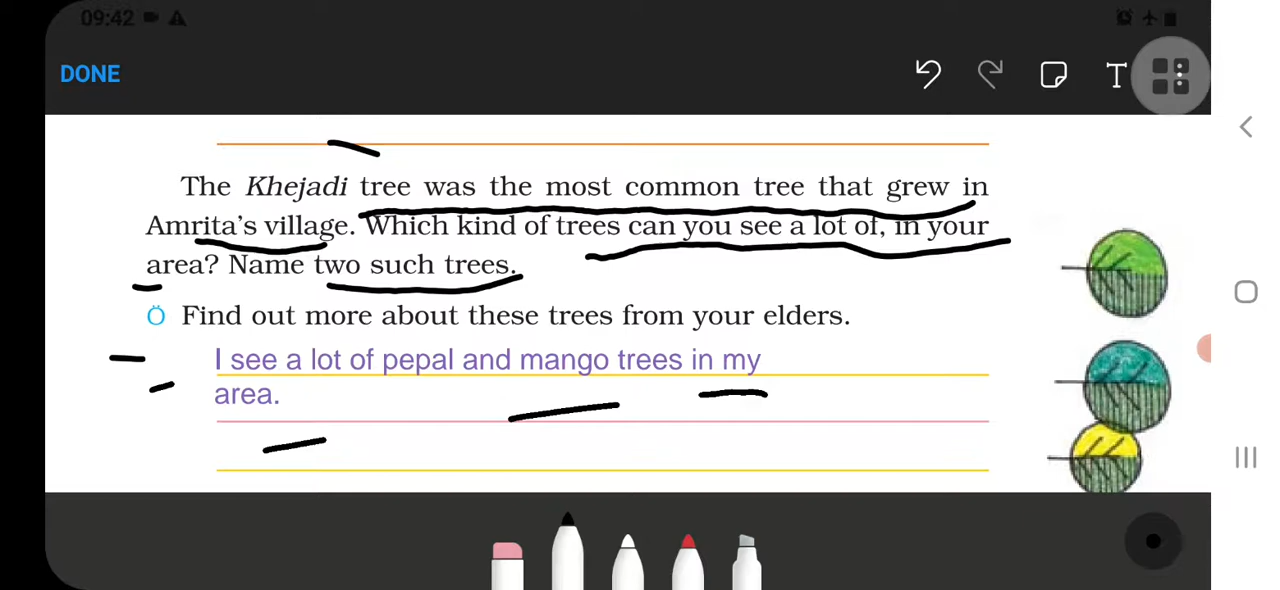 09:42
DONE
T
The Khejadi tree was the most common tree that grew in
Amrita's village. Which kind of trees can you see a lot of, in your
area? Name two such trees.
Ö Find out more about these trees from your elders.
I see a lot of pepal and mango trees in my
area.